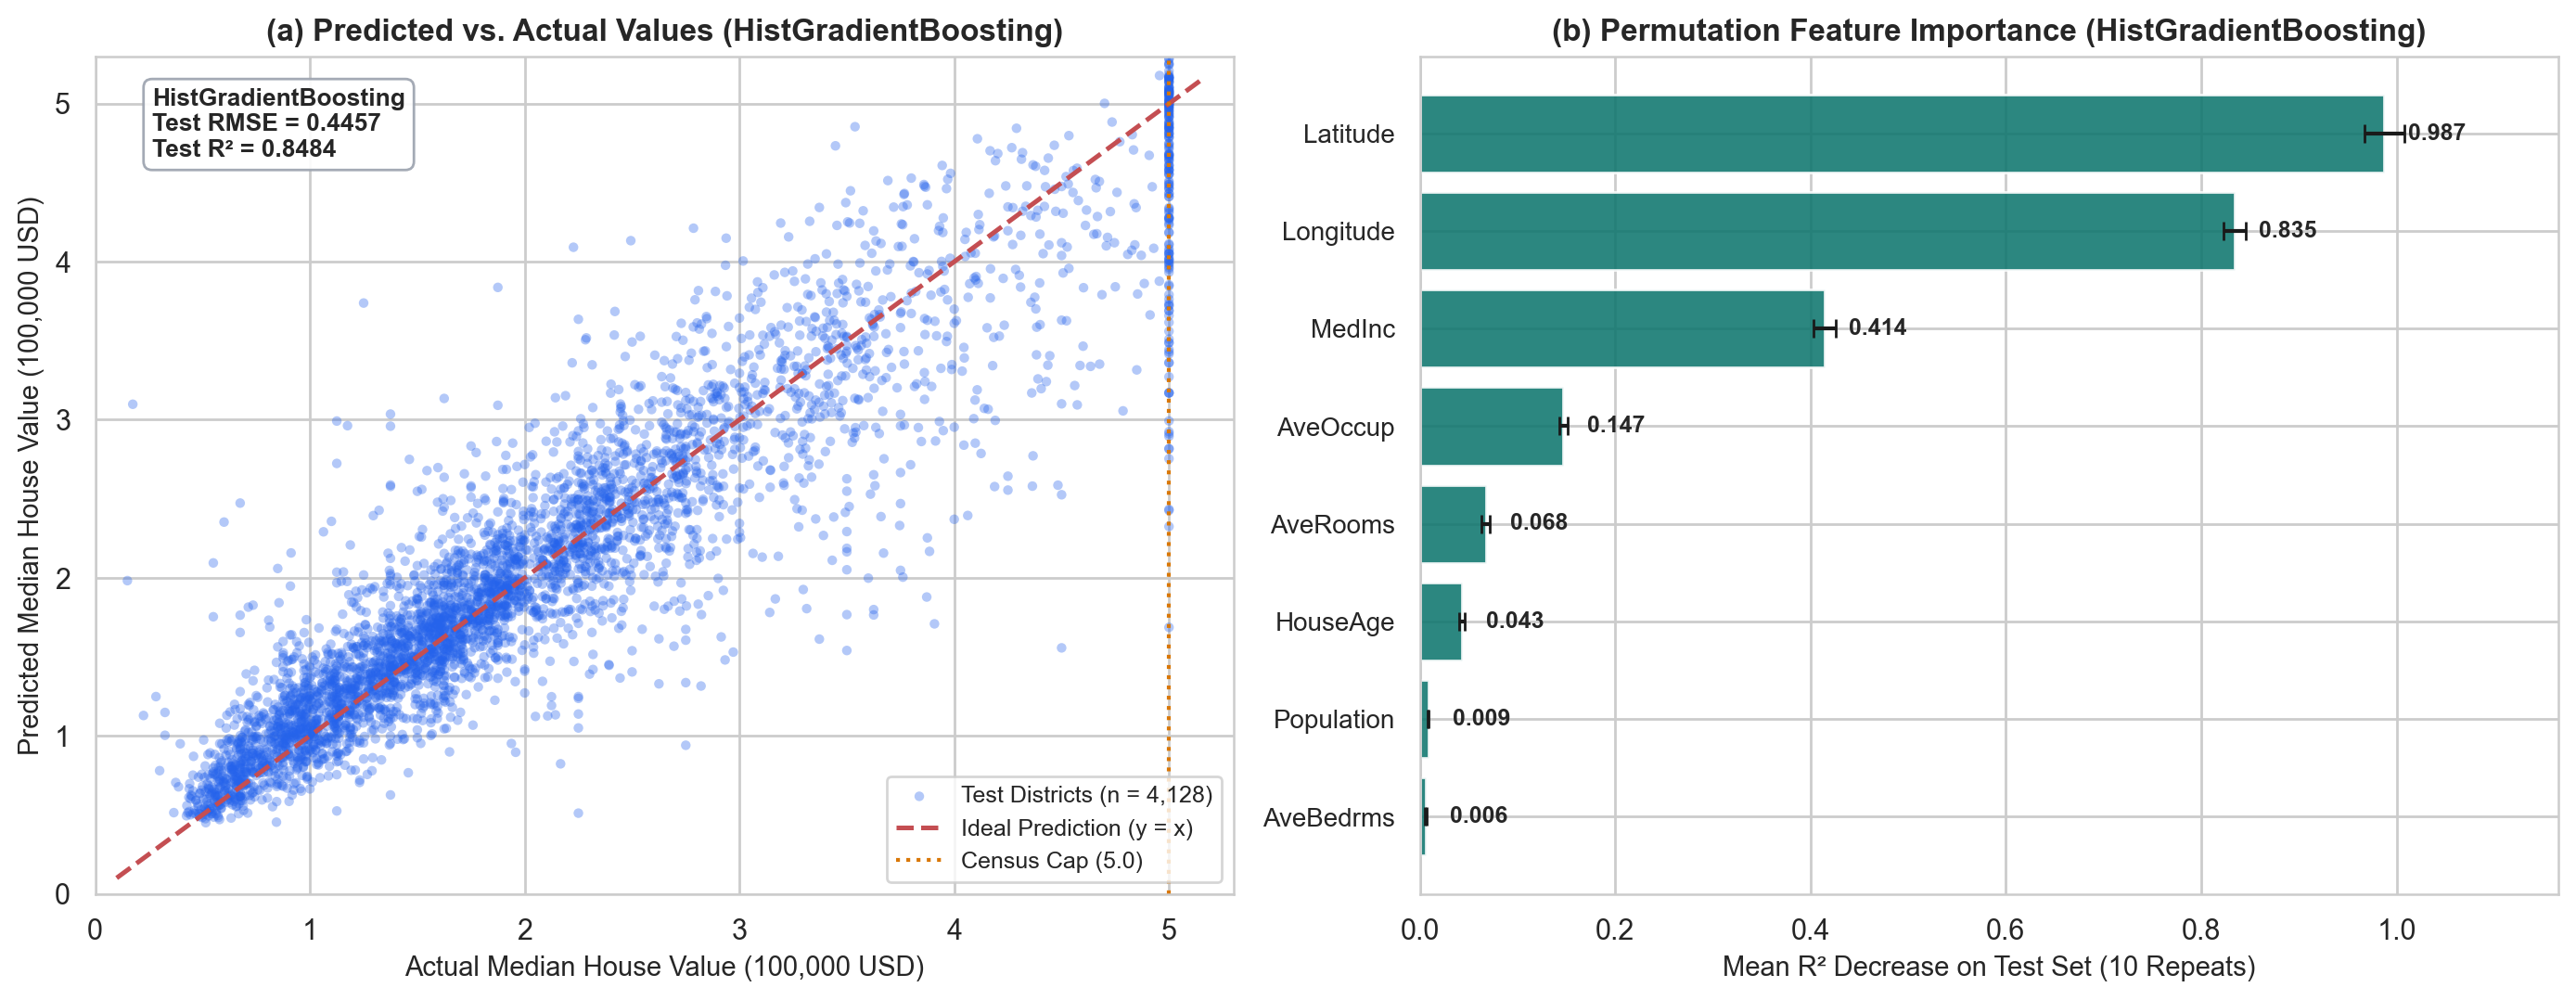 (a) Predicted vs. Actual Values (HistGradientBoosting)
HistGradientBoosting
Test RMSE = 0.4457
Test R² = 0.8484
Predicted Median House Value (100,000 USD)
5
4
3
2
1
0
Test Districts (n = 4,128)
Ideal Prediction (y = x)
Census Cap (5.0)
0 1 2 3 4 5
Actual Median House Value (100,000 USD)
(b) Permutation Feature Importance (HistGradientBoosting)
Latitude 0.987
Longitude 0.835
MedInc 0.414
AveOccup 0.147
AveRooms 0.068
HouseAge 0.043
Population 0.009
AveBedrms 0.006
0.0 0.2 0.4 0.6 0.8 1.0
Mean R² Decrease on Test Set (10 Repeats)